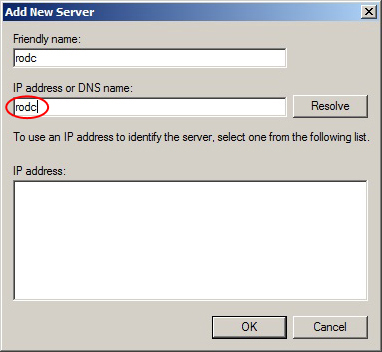 Add New Server
Friendly name:
rodc
IP address or DNS name:
rodc
Resolve
To use an IP address to identify the server, select one from the following list.
IP address:
OK
Cancel